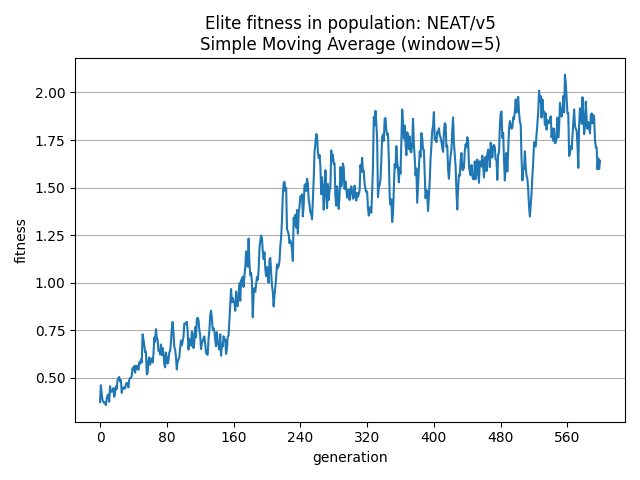 Elite fitness in population: NEAT/v5
Simple Moving Average (window=5)
2.00
1.75
1.50
1.25
1.00
0.75
0.50
fitness
0 80 160 240 320 400 480 560
generation